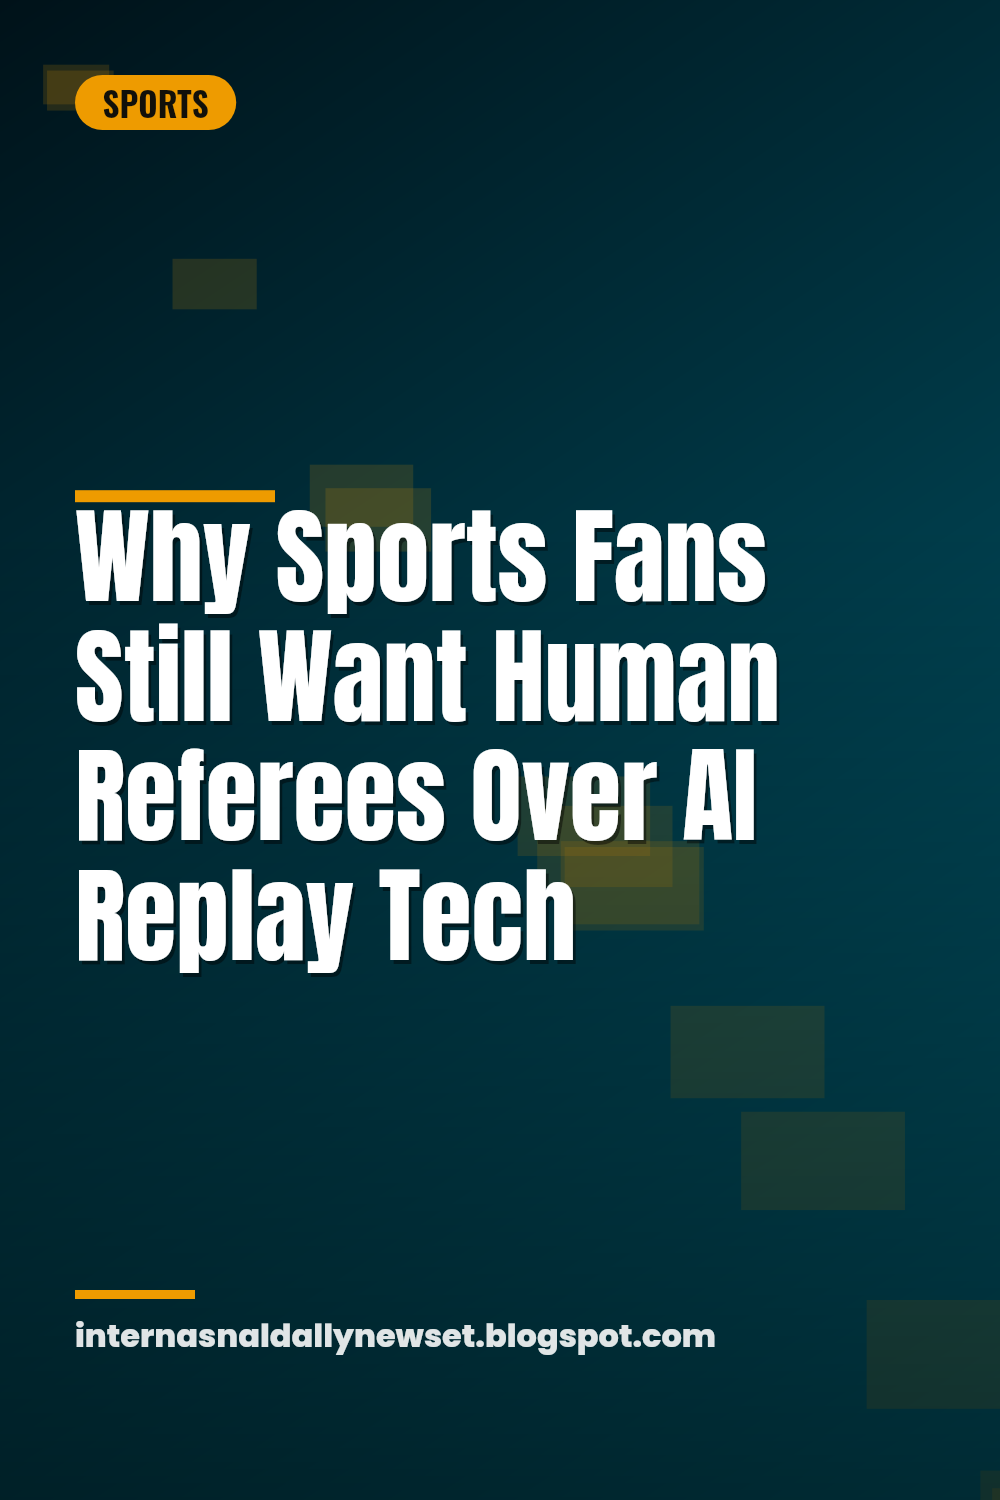 SPORTS
Why Sports Fans
Still Want Human
Referees Over AI
Replay Tech
internasnaldallynewset.blogspot.com